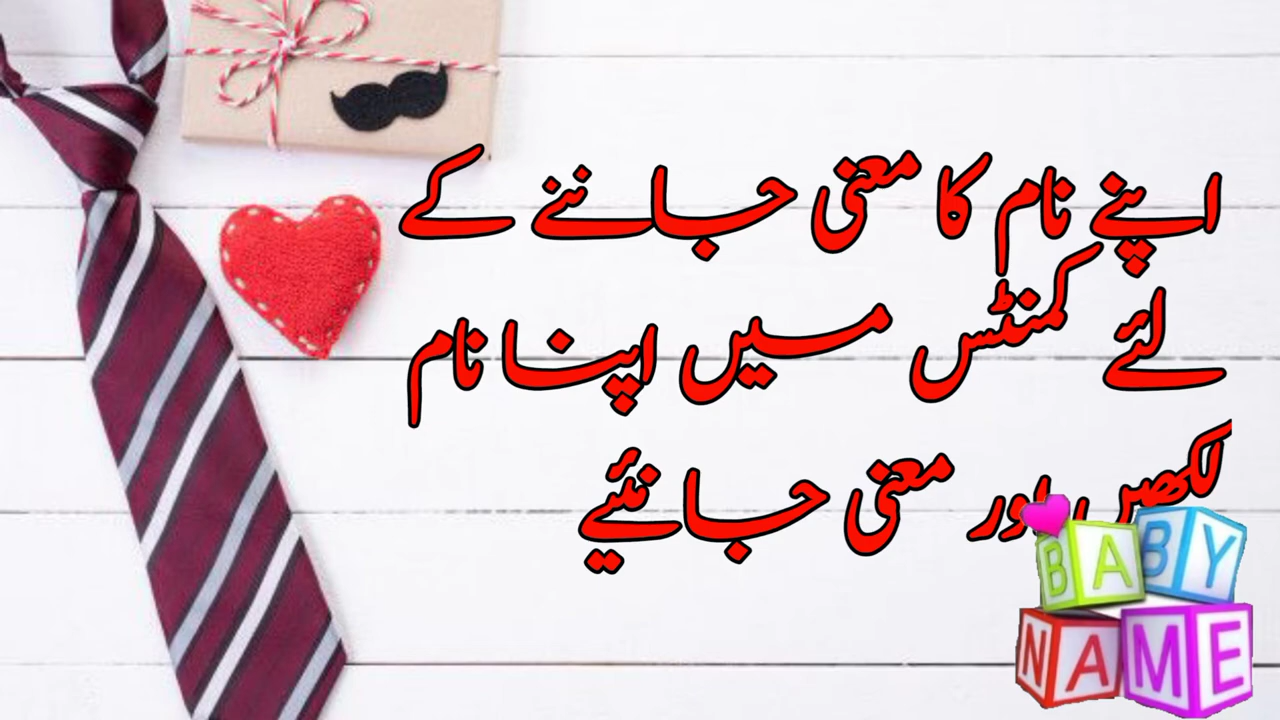 اپنے نام کا معنی جاننے کے
لئے کمنٹس میں اپنا نام
لکھیں اور معنی جانئیے
BABY
NAME